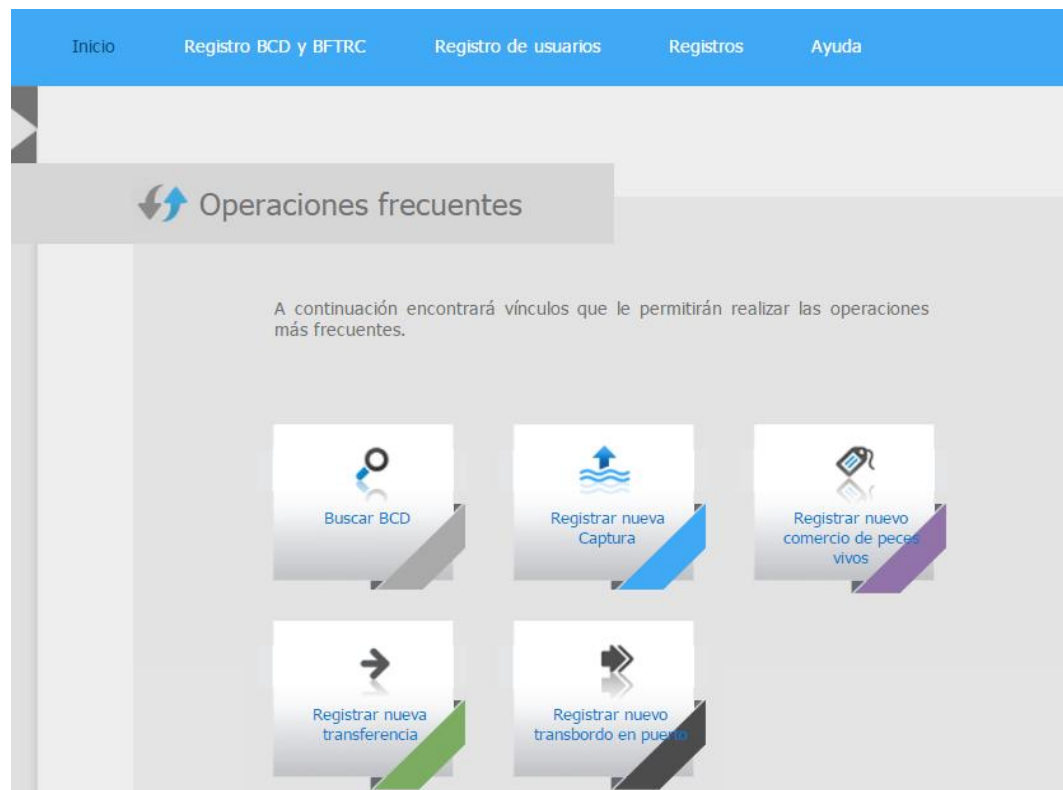 Inicio Registro BCD y BFTRC Registro de usuarios Registros Ayuda
Operaciones frecuentes
A continuación encontrará vínculos que le permitirán realizar las operaciones
más frecuentes.
Buscar BCD
Registrar nueva
Captura
Registrar nuevo
comercio de peces
vivos
Registrar nueva
transferencia
Registrar nuevo
transbordo en puerto